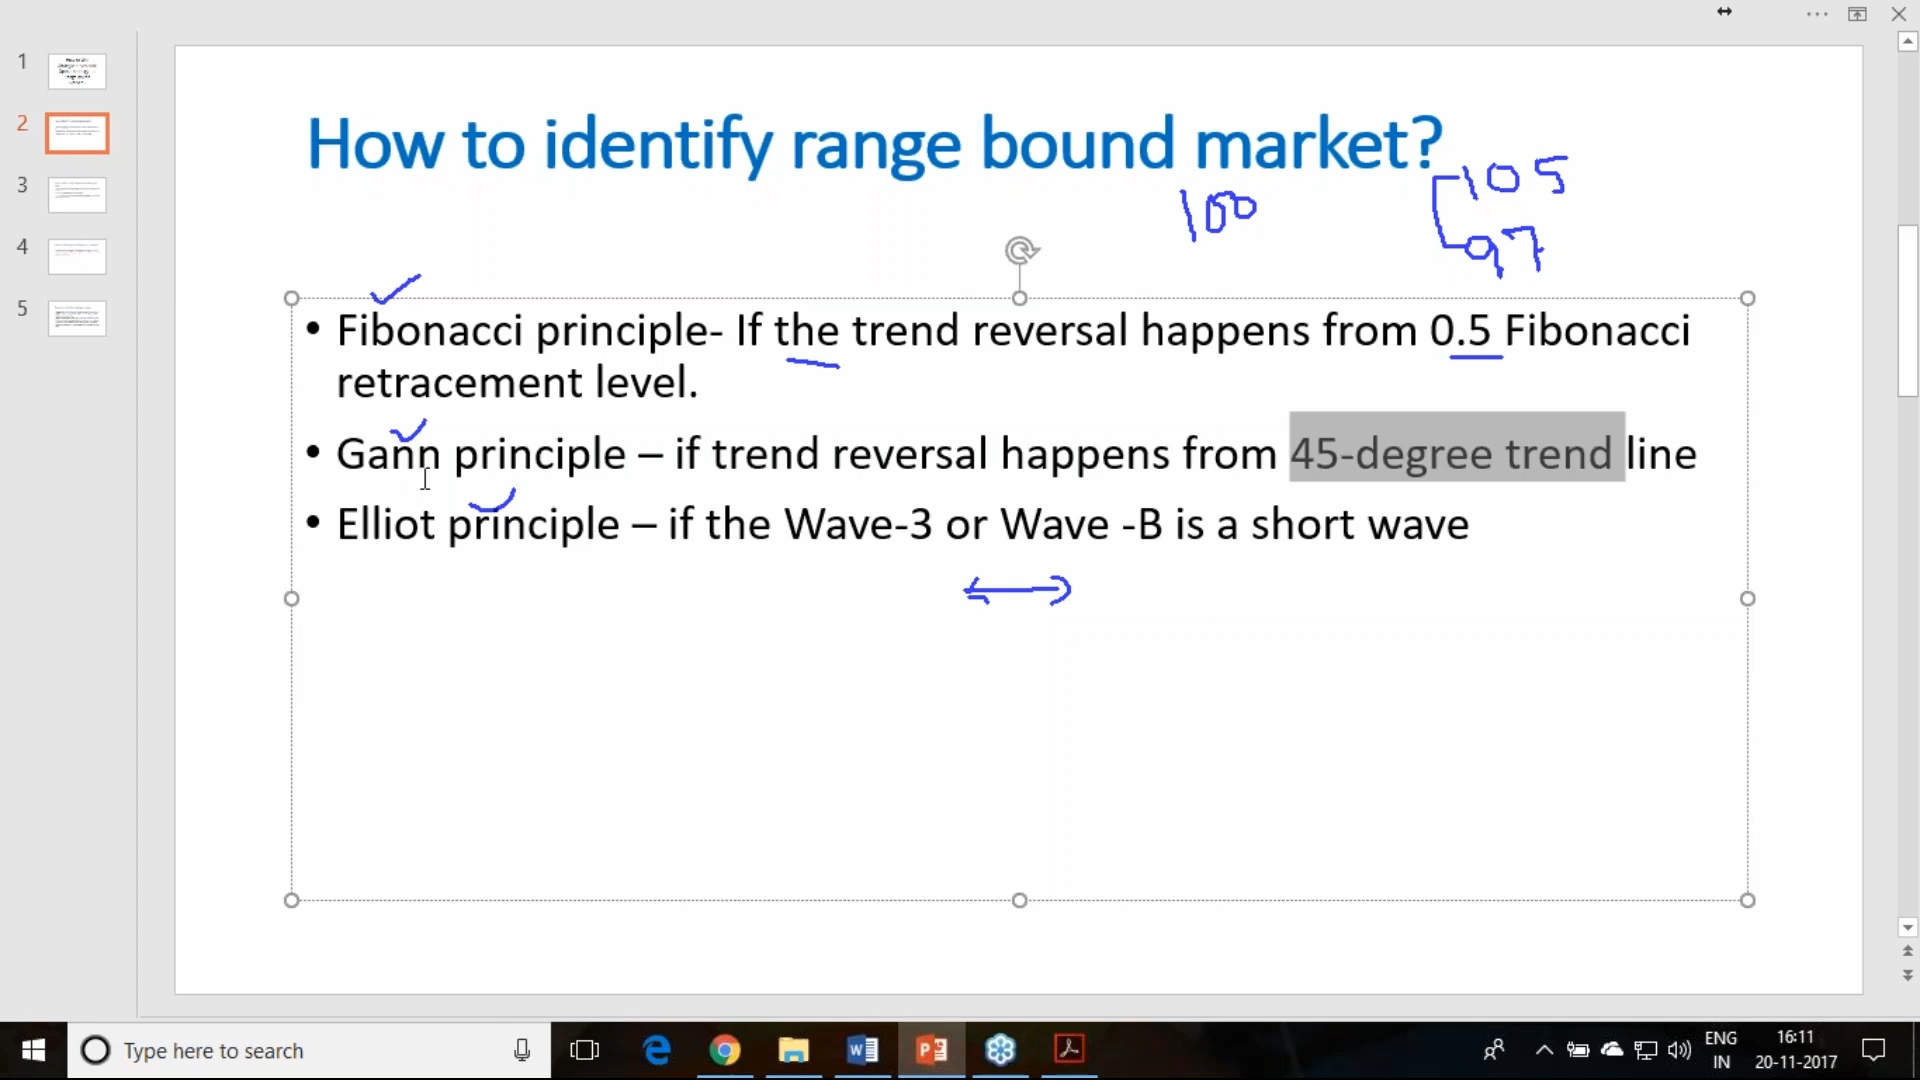 1
2
3
4
5
How to identify range bound market?
100
105
97
• Fibonacci principle- If the trend reversal happens from 0.5 Fibonacci
retracement level.
• Gann principle – if trend reversal happens from 45-degree trend line
• Elliot principle – if the Wave-3 or Wave -B is a short wave
Type here to search
ENG
IN
16:11
20-11-2017